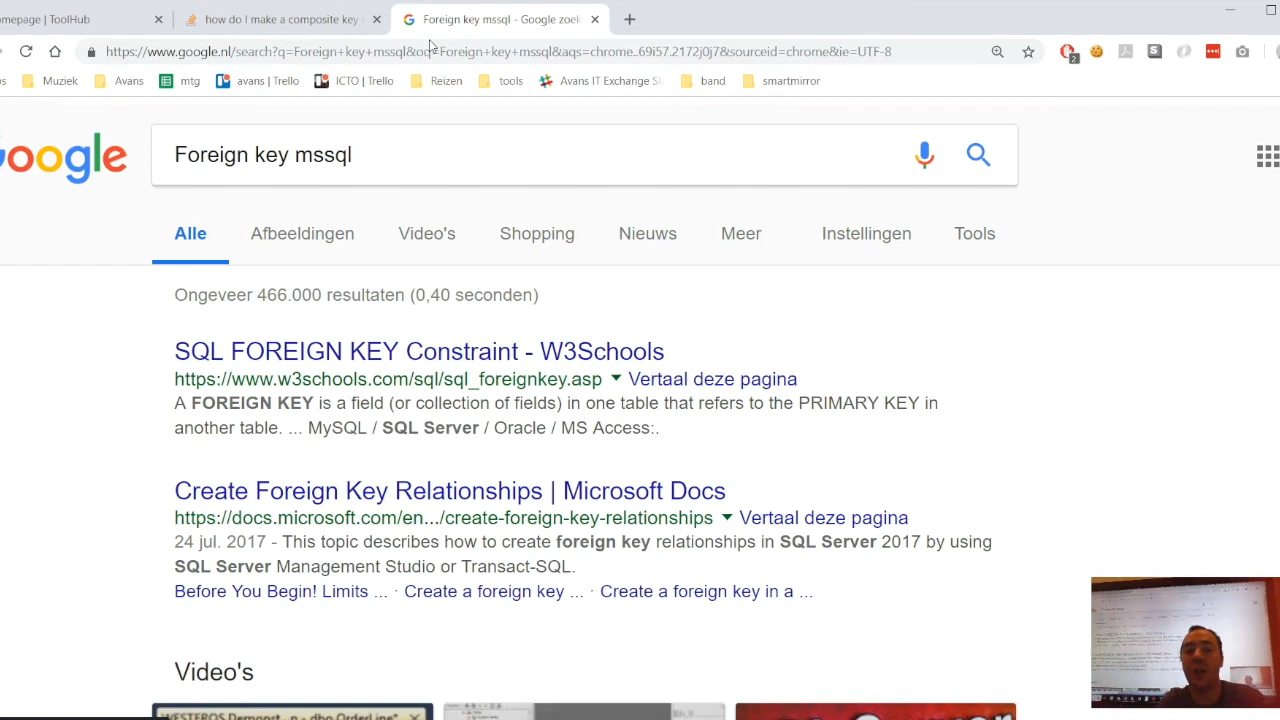 omepage | ToolHub
how do I make a composite key
Foreign key mssql - Google zoek
https://www.google.nl/search?q=Foreign+key+mssql&oq=Foreign+key+mssql&aqs=chrome..69i57.2172j0j7&sourceid=chrome&ie=UTF-8
2
os
Muziek
Avans
mtg
avans | Trello
ICTO | Trello
Reizen
tools
Avans IT Exchange Sl
band
smartmirror
Google
Foreign key mssql
Alle
Afbeeldingen
Video's
Shopping
Nieuws
Meer
Instellingen
Tools
Ongeveer 466.000 resultaten (0,40 seconden)
SQL FOREIGN KEY Constraint - W3Schools
https://www.w3schools.com/sql/sql_foreignkey.asp Vertaal deze pagina
A FOREIGN KEY is a field (or collection of fields) in one table that refers to the PRIMARY KEY in
another table. ... MySQL / SQL Server / Oracle / MS Access:.
Create Foreign Key Relationships | Microsoft Docs
https://docs.microsoft.com/en.../create-foreign-key-relationships Vertaal deze pagina
24 jul. 2017 - This topic describes how to create foreign key relationships in SQL Server 2017 by using
SQL Server Management Studio or Transact-SQL.
Before You Begin! Limits ... · Create a foreign key ... · Create a foreign key in a ...
Video's